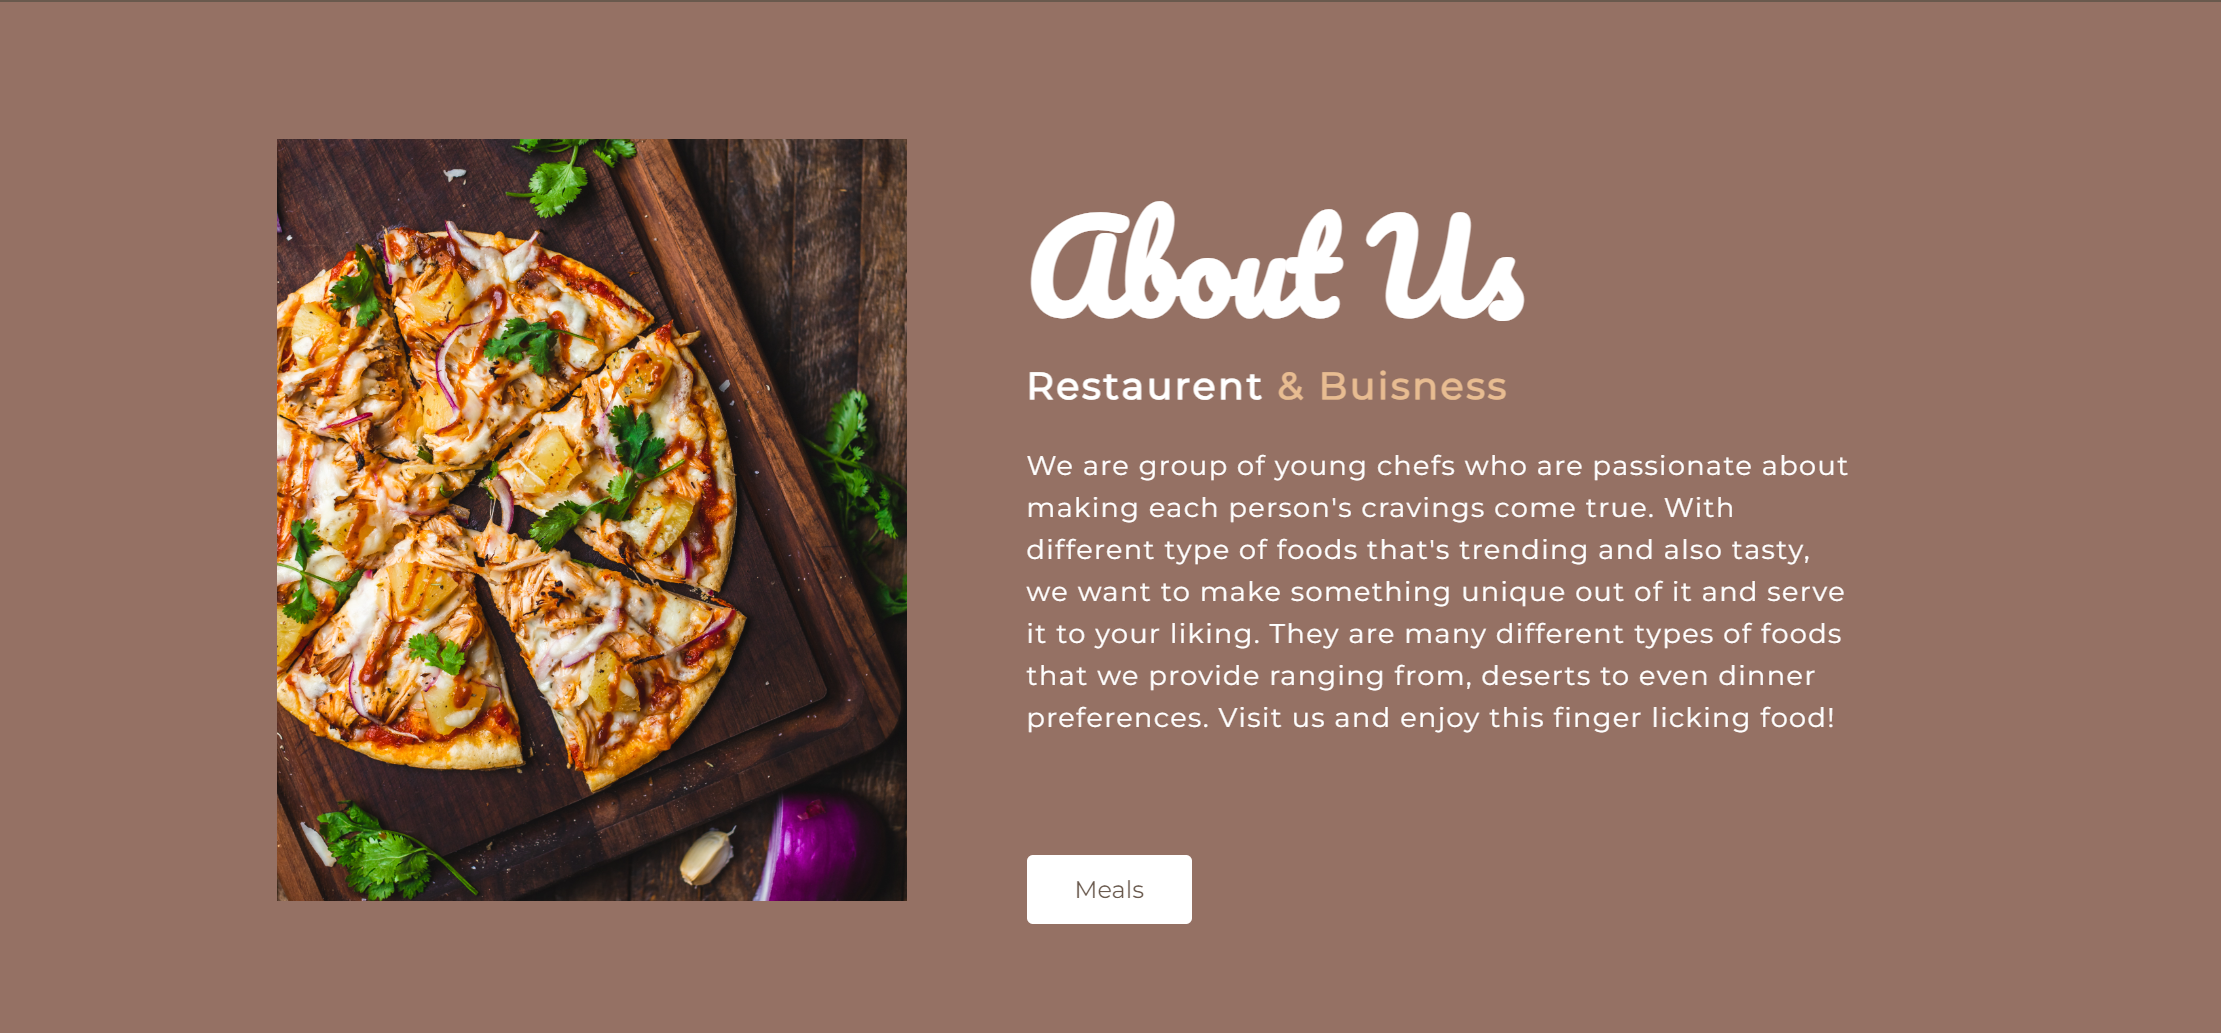 About Us
Restaurent & Buisness
We are group of young chefs who are passionate about
making each person's cravings come true. With
different type of foods that's trending and also tasty,
we want to make something unique out of it and serve
it to your liking. They are many different types of foods
that we provide ranging from, deserts to even dinner
preferences. Visit us and enjoy this finger licking food!
Meals